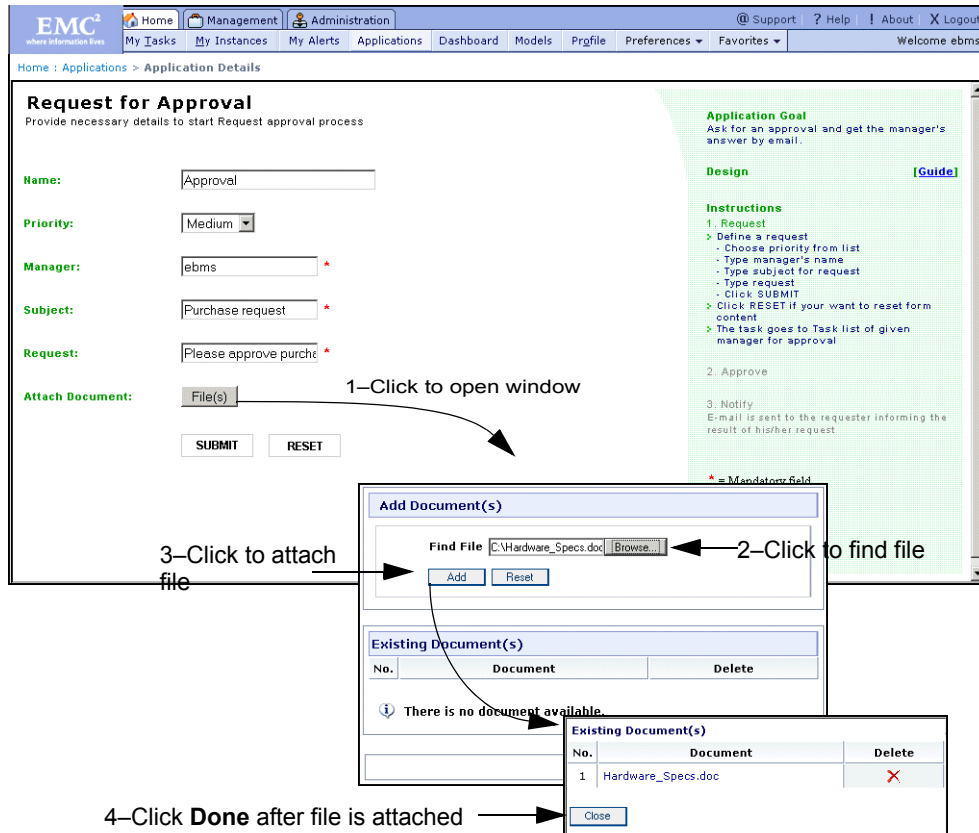 EMC²
where information lives
Home Management Administration
@ Support ? Help ! About X Logout
My Tasks My Instances My Alerts Applications Dashboard Models Profile Preferences Favorites Welcome ebms
Home : Applications > Application Details
Request for Approval
Provide necessary details to start Request approval process
Name: Approval
Priority: Medium
Manager: ebms *
Subject: Purchase request *
Request: Please approve purcha *
Attach Document: File(s)
SUBMIT RESET
Application Goal
Ask for an approval and get the manager's
answer by email.
Design [Guide]
Instructions
1. Request
> Define a request
- Choose priority from list
- Type manager's name
- Type subject for request
- Type request
- Click SUBMIT
> Click RESET if your want to reset form
content
> The task goes to Task list of given
manager for approval
2. Approve
3. Notify
E-mail is sent to the requester informing the
result of his/her request
* = Mandatory field
1–Click to open window
Add Document(s)
Find File C:\Hardware_Specs.doc Browse...
2–Click to find file
3–Click to attach
file
Add Reset
Existing Document(s)
No. Document Delete
There is no document available.
Existing Document(s)
No. Document Delete
1 Hardware_Specs.doc
Close
4–Click Done after file is attached